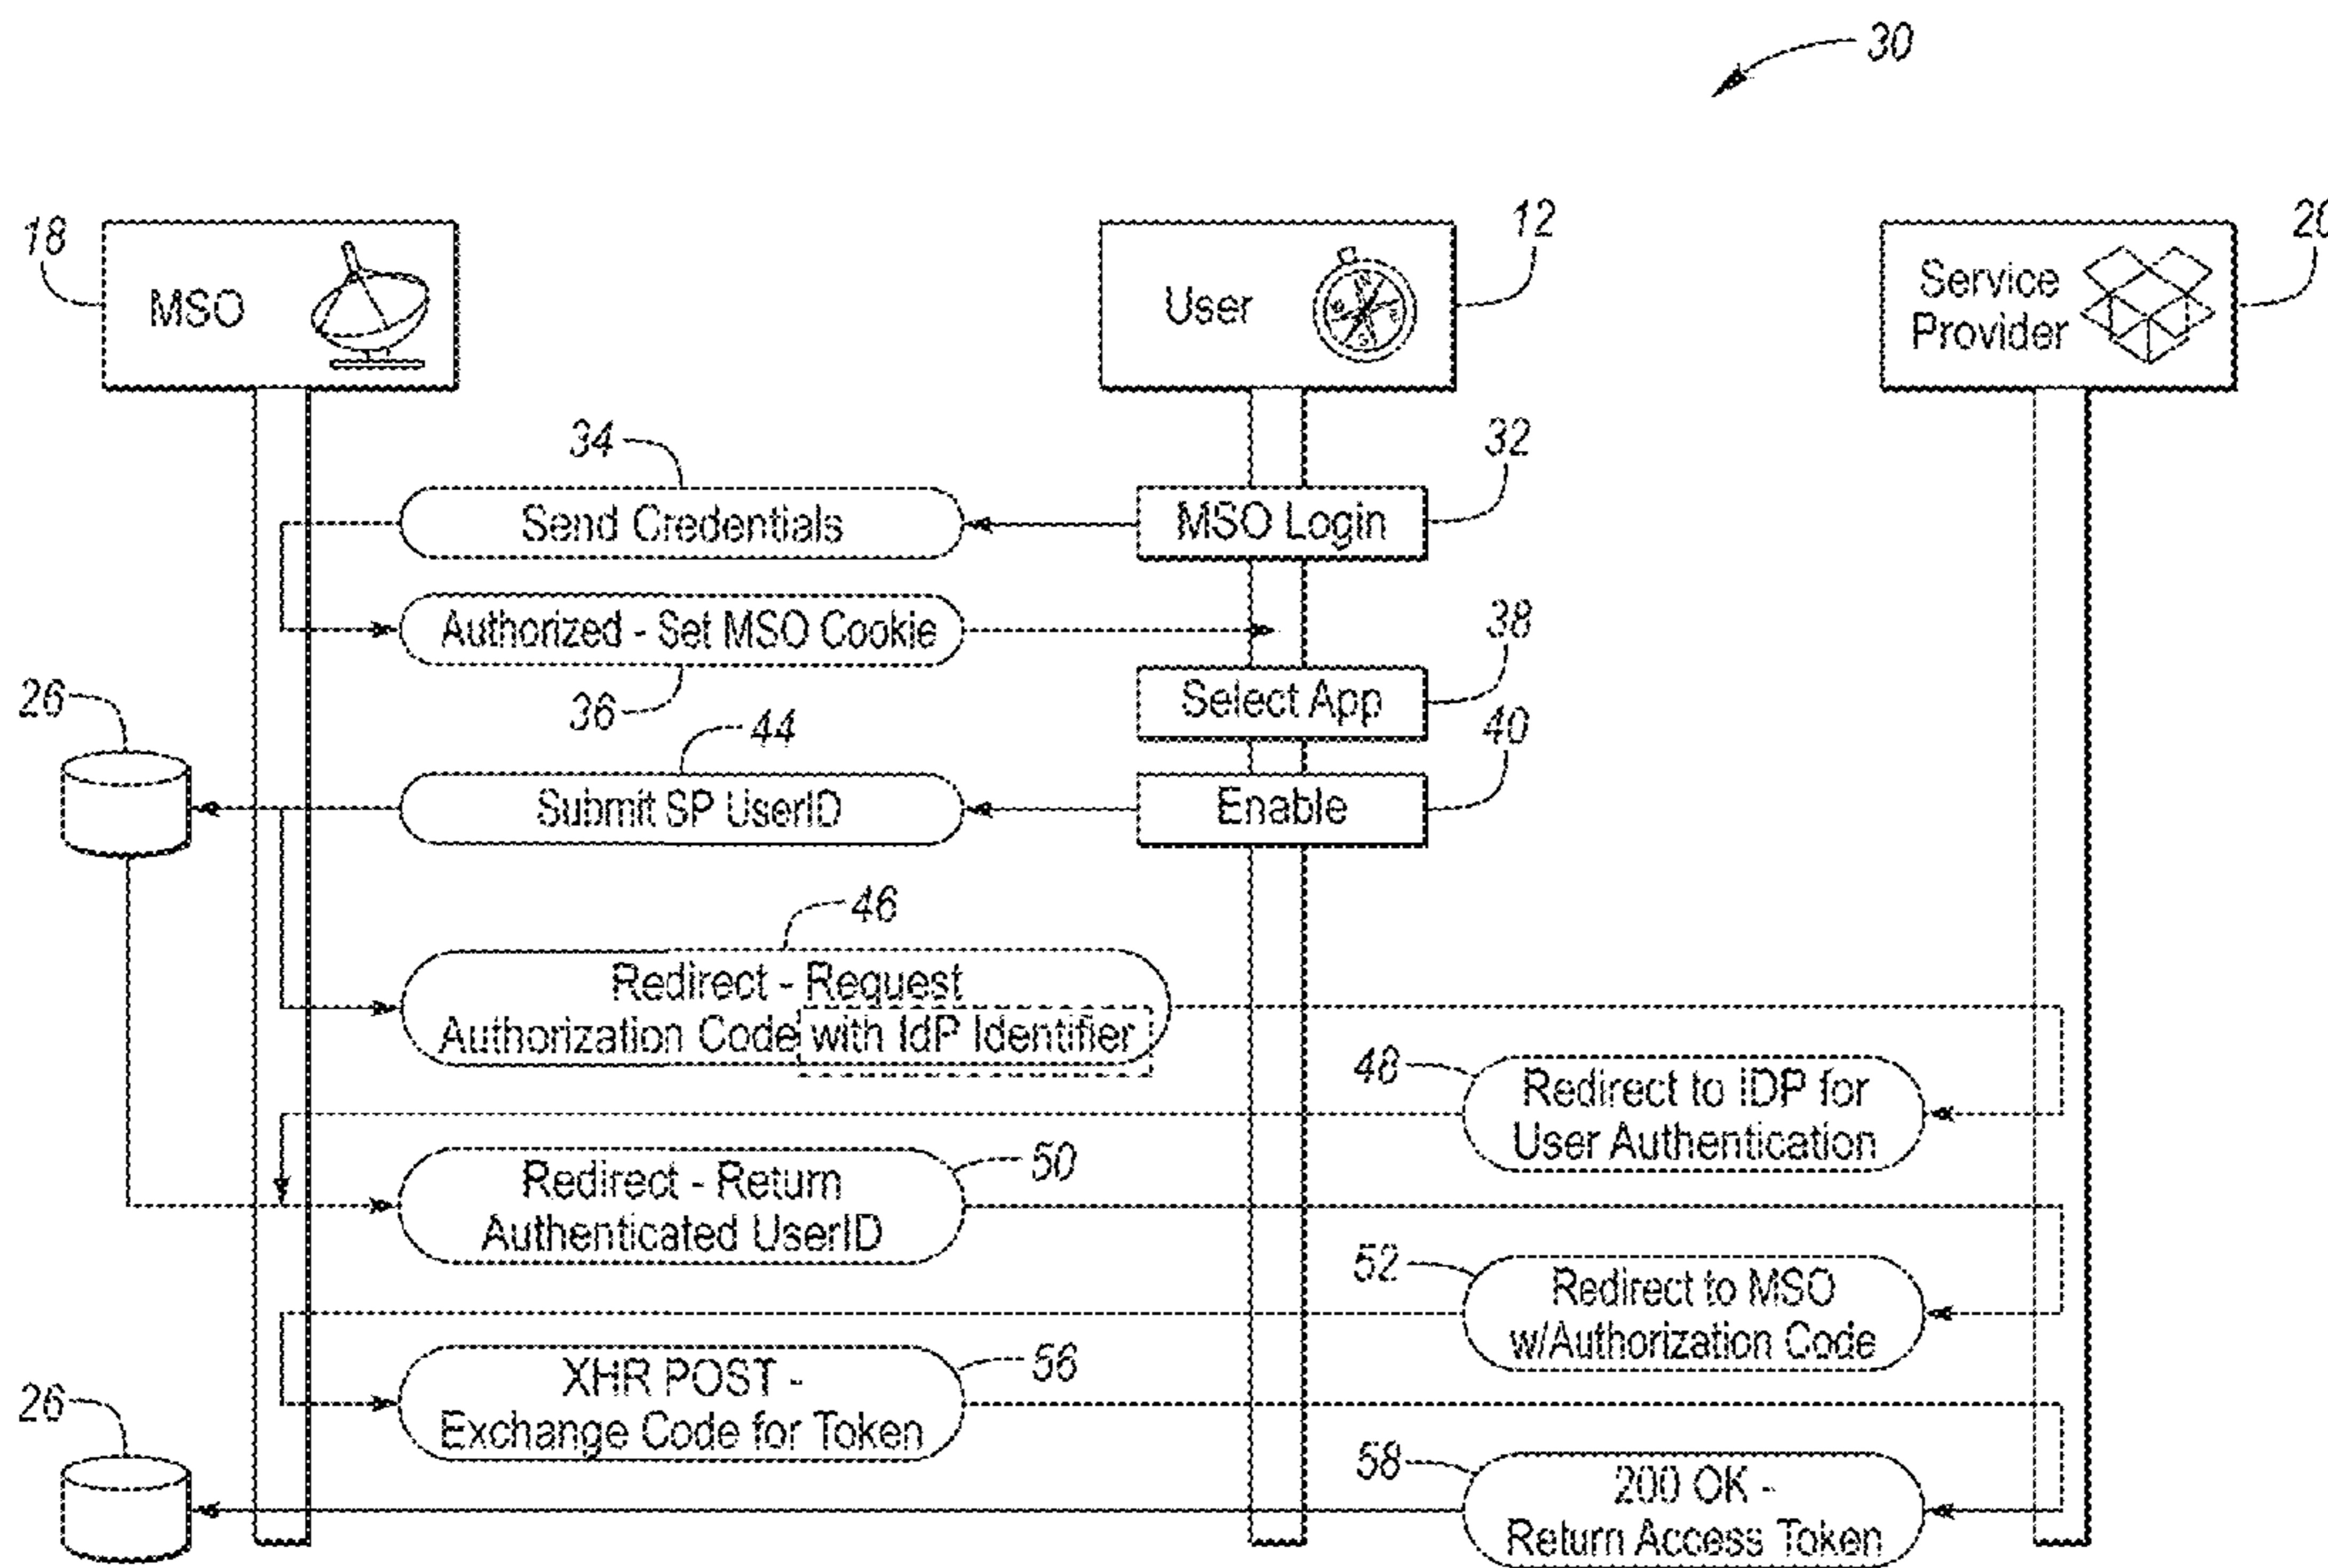 30
18
MSO
User
12
Service
Provider
20
34
Send Credentials
MSO Login
32
Authorized - Set MSO Cookie
36
Select App
38
26
44
Submit SP UserID
Enable
40
46
Redirect - Request
Authorization Code with IdP Identifier
48
Redirect to IDP for
User Authentication
Redirect - Return
Authenticated UserID
50
52
Redirect to MSO
w/Authorization Code
XHR POST -
Exchange Code for Token
56
26
58
200 OK -
Return Access Token